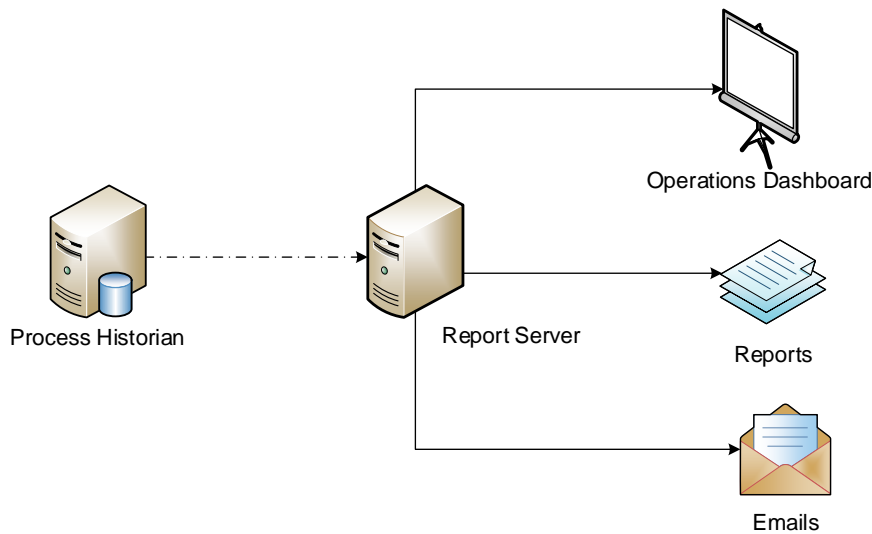 Operations Dashboard
Process Historian
Report Server
Reports
Emails